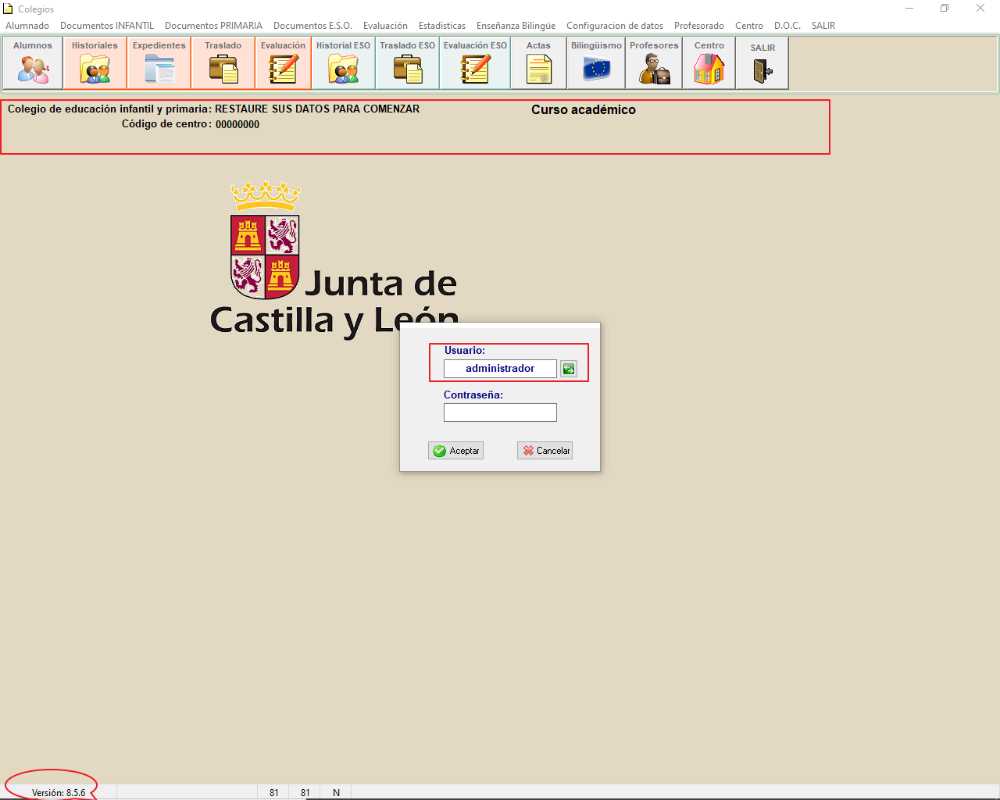 Colegios
Alumnado Documentos INFANTIL Documentos PRIMARIA Documentos E.S.O. Evaluación Estadisticas Enseñanza Bilingüe Configuracion de datos Profesorado Centro D.O.C. SALIR
Alumnos Historiales Expedientes Traslado Evaluación Historial ESO Traslado ESO Evaluación ESO Actas Bilingüismo Profesores Centro SALIR
Colegio de educación infantil y primaria: RESTAURE SUS DATOS PARA COMENZAR Curso académico
Código de centro: 00000000
Junta de
Castilla y León
Usuario:
administrador
Contraseña:
Aceptar Cancelar
Versión: 8.5.6 81 81 N